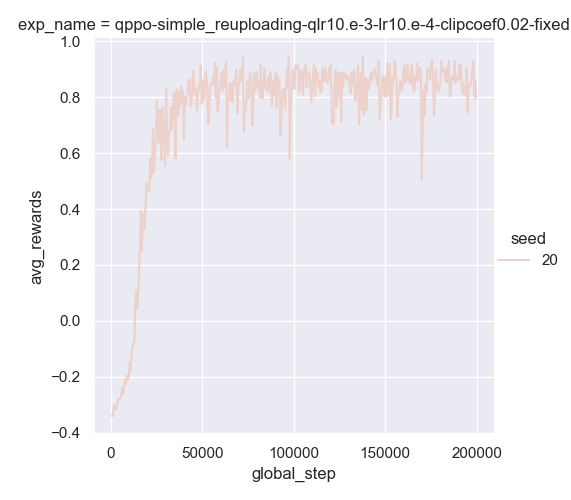 exp_name = qppo-simple_reuploading-qlr10.e-3-lr10.e-4-clipcoef0.02-fixed
1.0
0.8
0.6
0.4
0.2
0.0
−0.2
−0.4
avg_rewards
0 50000 100000 150000 200000
global_step
seed
20